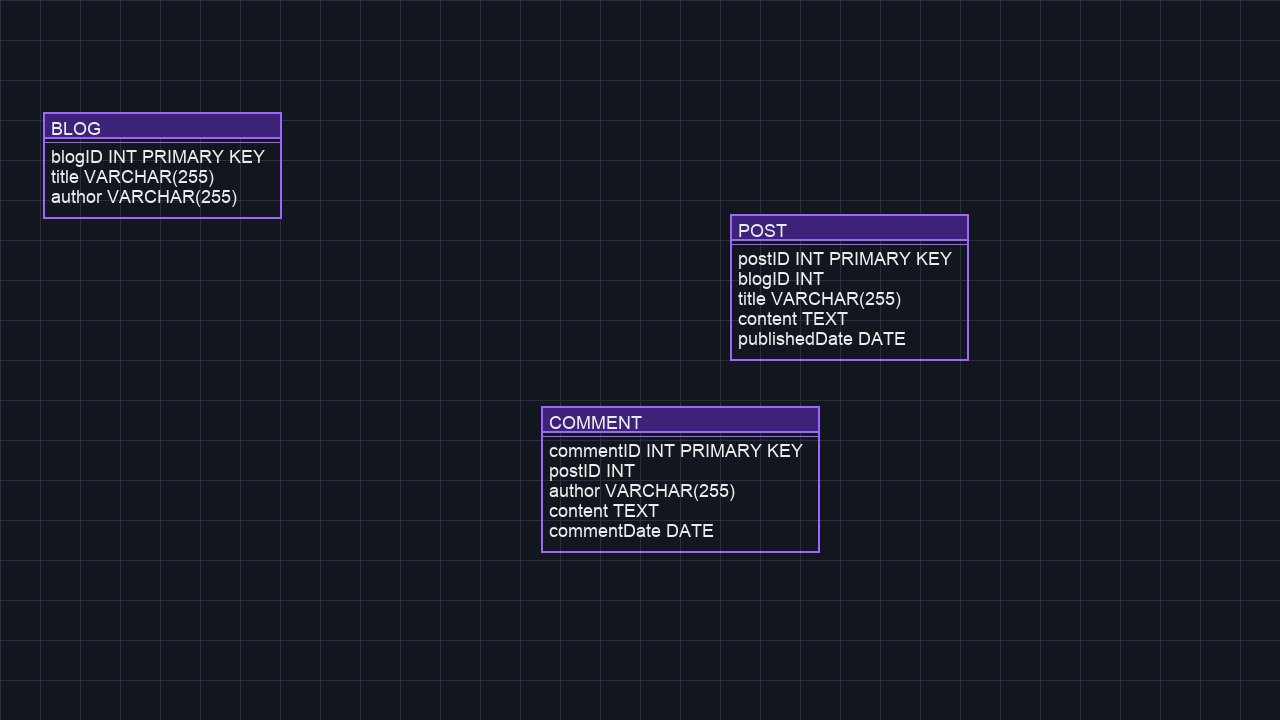 BLOG
blogID INT PRIMARY KEY
title VARCHAR(255)
author VARCHAR(255)
POST
postID INT PRIMARY KEY
blogID INT
title VARCHAR(255)
content TEXT
publishedDate DATE
COMMENT
commentID INT PRIMARY KEY
postID INT
author VARCHAR(255)
content TEXT
commentDate DATE